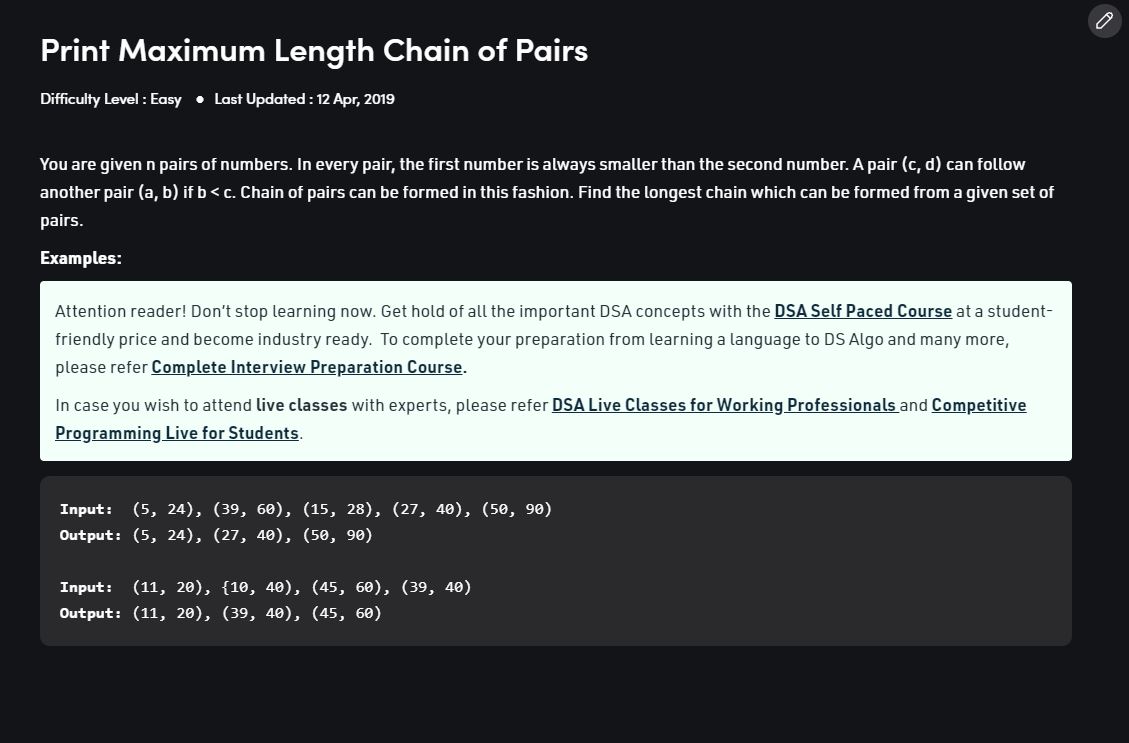 Print Maximum Length Chain of Pairs
Difficulty Level : Easy ● Last Updated : 12 Apr, 2019
You are given n pairs of numbers. In every pair, the first number is always smaller than the second number. A pair (c, d) can follow
another pair (a, b) if b < c. Chain of pairs can be formed in this fashion. Find the longest chain which can be formed from a given set of
pairs.
Examples:
Attention reader! Don’t stop learning now. Get hold of all the important DSA concepts with the DSA Self Paced Course at a student-
friendly price and become industry ready.  To complete your preparation from learning a language to DS Algo and many more,
please refer Complete Interview Preparation Course.
In case you wish to attend live classes with experts, please refer DSA Live Classes for Working Professionals and Competitive
Programming Live for Students.
Input:  (5, 24), (39, 60), (15, 28), (27, 40), (50, 90)
Output: (5, 24), (27, 40), (50, 90)
Input:  (11, 20), {10, 40), (45, 60), (39, 40)
Output: (11, 20), (39, 40), (45, 60)